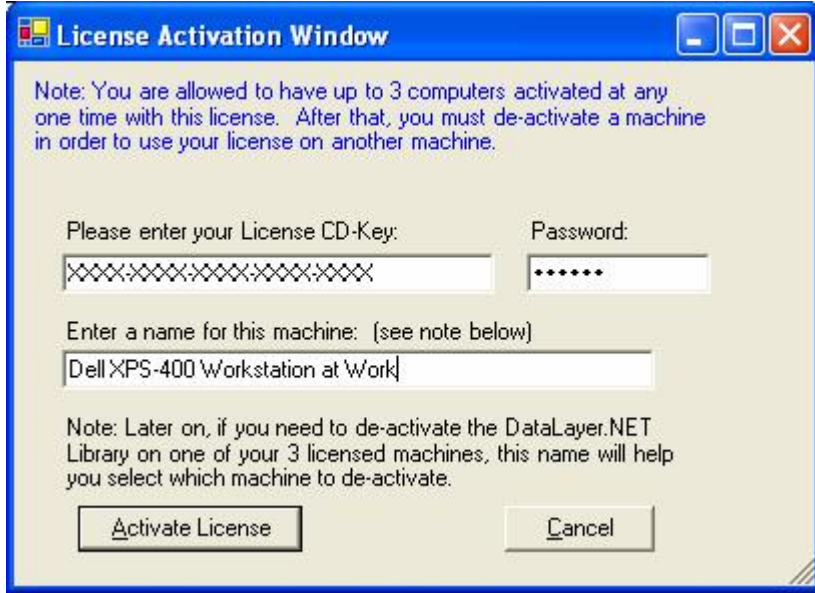 License Activation Window
Note: You are allowed to have up to 3 computers activated at any
one time with this license.  After that, you must de-activate a machine
in order to use your license on another machine.
Please enter your License CD-Key: Password:
XXXX-XXXX-XXXX-XXXX-XXXX ••••••
Enter a name for this machine:  (see note below)
Dell XPS-400 Workstation at Work
Note: Later on, if you need to de-activate the DataLayer.NET
Library on one of your 3 licensed machines, this name will help
you select which machine to de-activate.
Activate License Cancel